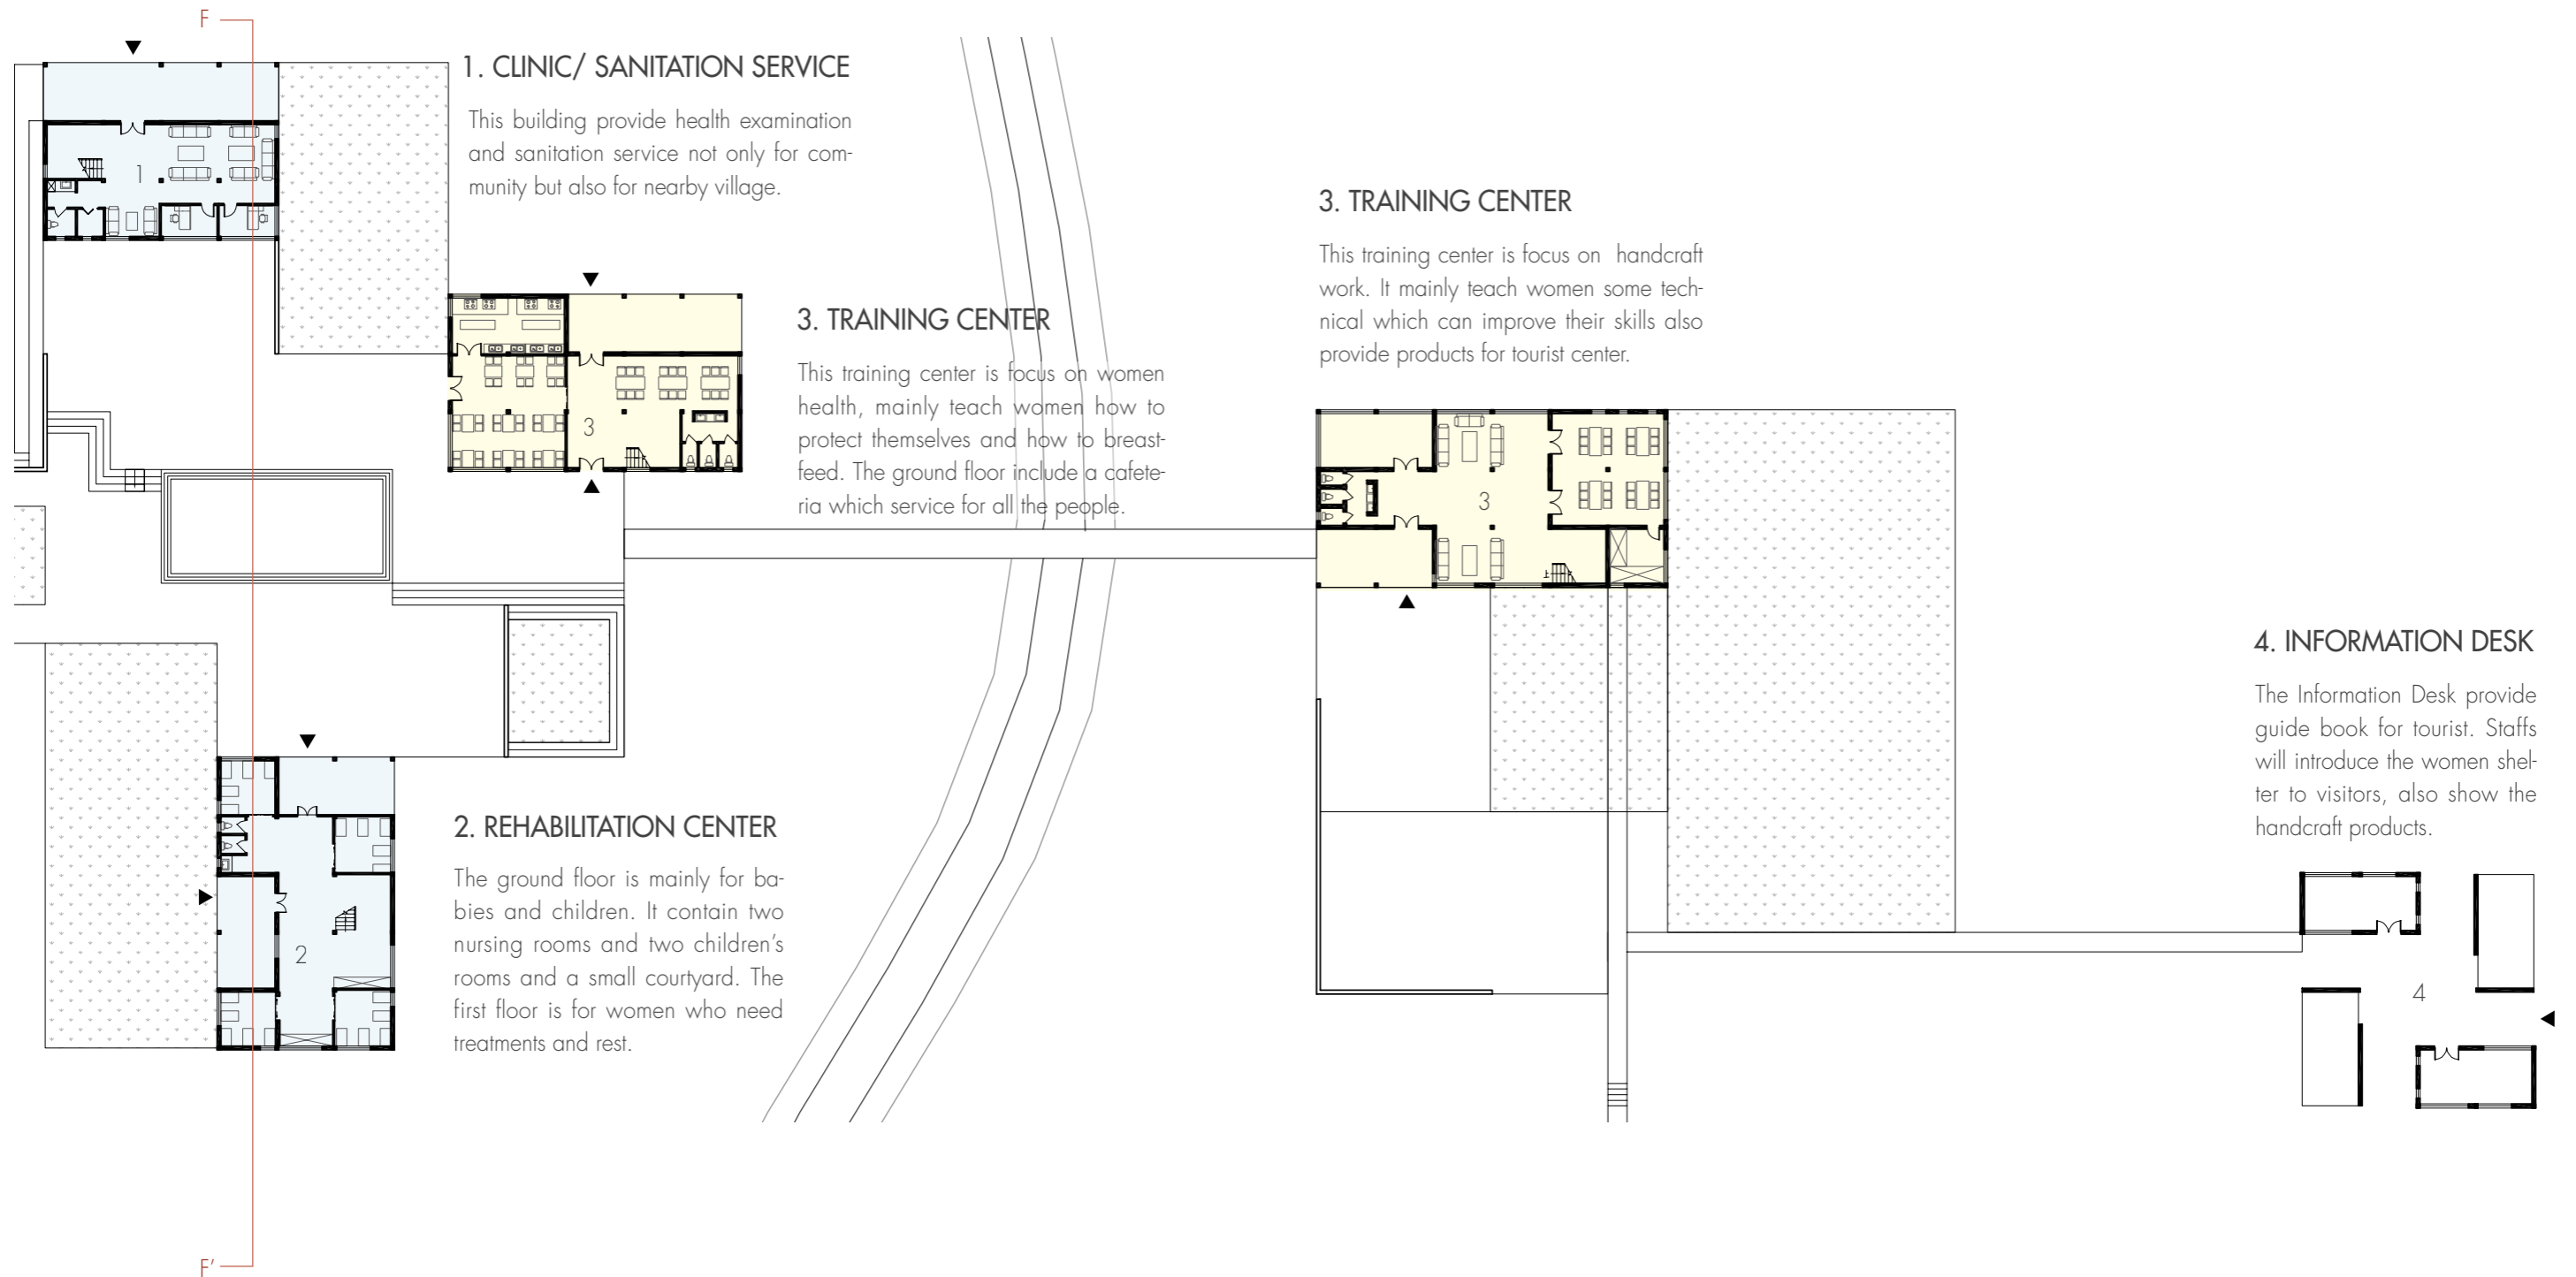 F
1. CLINIC/ SANITATION SERVICE
This building provide health examination
and sanitation service not only for com-
munity but also for nearby village.
1
3. TRAINING CENTER
This training center is focus on women
health, mainly teach women how to
protect themselves and how to breast-
feed. The ground floor include a cafete-
ria which service for all the people.
3
3. TRAINING CENTER
This training center is focus on handcraft
work. It mainly teach women some tech-
nical which can improve their skills also
provide products for tourist center.
3
2. REHABILITATION CENTER
The ground floor is mainly for ba-
bies and children. It contain two
nursing rooms and two children's
rooms and a small courtyard. The
first floor is for women who need
treatments and rest.
2
4. INFORMATION DESK
The Information Desk provide
guide book for tourist. Staffs
will introduce the women shel-
ter to visitors, also show the
handcraft products.
4
F'